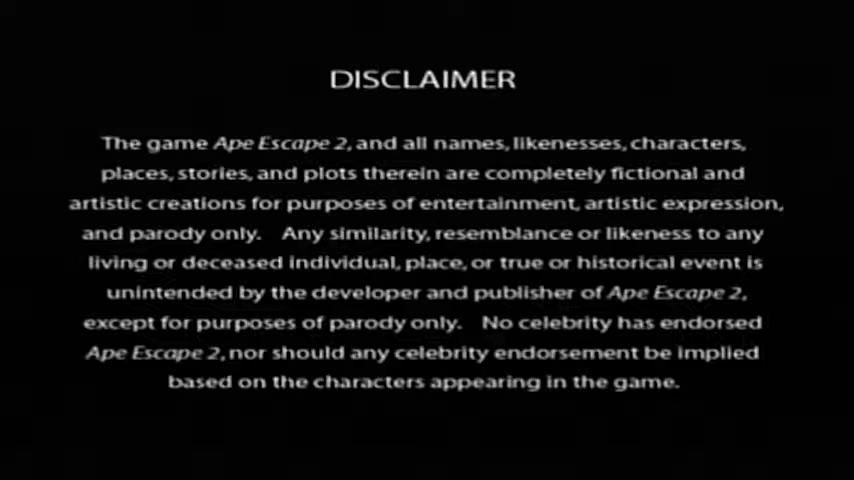 DISCLAIMER
The game Ape Escape 2, and all names, likenesses, characters,
places, stories, and plots therein are completely fictional and
artistic creations for purposes of entertainment, artistic expression,
and parody only. Any similarity, resemblance or likeness to any
living or deceased individual, place, or true or historical event is
unintended by the developer and publisher of Ape Escape 2,
except for purposes of parody only. No celebrity has endorsed
Ape Escape 2, nor should any celebrity endorsement be implied
based on the characters appearing in the game.